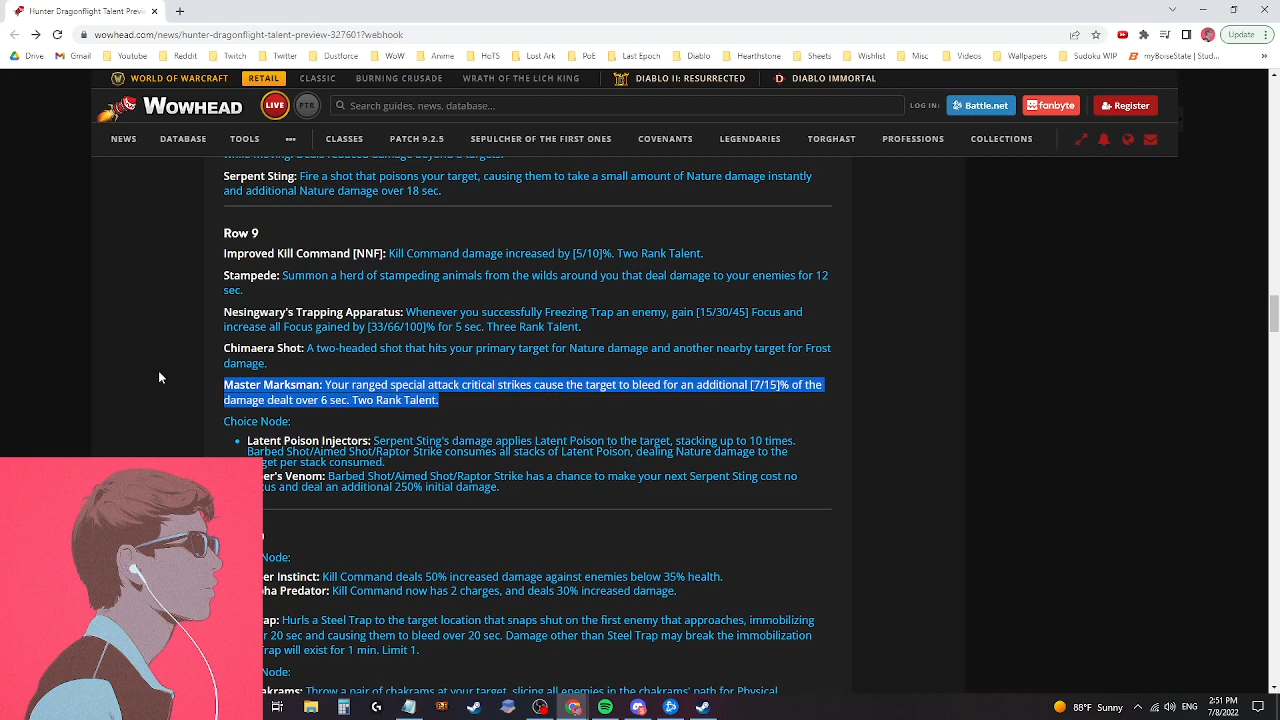 Hunter Dragonflight Talent Previ
wowhead.com/news/hunter-dragonflight-talent-preview-327601?webhook
Update
Drive Gmail Youtube Reddit Twitch Twitter Dustforce WoW Anime HotS Lost Ark PoE Last Epoch Diablo Hearthstone Sheets Wishlist Misc Videos Wallpapers Sudoku WIP myBoiseState | Stud...
WORLD OF WARCRAFT RETAIL CLASSIC BURNING CRUSADE WRATH OF THE LICH KING DIABLO II: RESURRECTED DIABLO IMMORTAL
WOWHEAD LIVE PTR Search guides, news, database... LOG IN: Battle.net fanbyte Register
NEWS DATABASE TOOLS ••• CLASSES PATCH 9.2.5 SEPULCHER OF THE FIRST ONES COVENANTS LEGENDARIES TORGHAST PROFESSIONS COLLECTIONS
Serpent Sting: Fire a shot that poisons your target, causing them to take a small amount of Nature damage instantly
and additional Nature damage over 18 sec.
Row 9
Improved Kill Command [NNF]: Kill Command damage increased by [5/10]%. Two Rank Talent.
Stampede: Summon a herd of stampeding animals from the wilds around you that deal damage to your enemies for 12
sec.
Nesingwary's Trapping Apparatus: Whenever you successfully Freezing Trap an enemy, gain [15/30/45] Focus and
increase all Focus gained by [33/66/100]% for 5 sec. Three Rank Talent.
Chimaera Shot: A two-headed shot that hits your primary target for Nature damage and another nearby target for Frost
damage.
Master Marksman: Your ranged special attack critical strikes cause the target to bleed for an additional [7/15]% of the
damage dealt over 6 sec. Two Rank Talent.
Choice Node:
• Latent Poison Injectors: Serpent Sting's damage applies Latent Poison to the target, stacking up to 10 times.
Barbed Shot/Aimed Shot/Raptor Strike consumes all stacks of Latent Poison, dealing Nature damage to the
get per stack consumed.
er's Venom: Barbed Shot/Aimed Shot/Raptor Strike has a chance to make your next Serpent Sting cost no
us and deal an additional 250% initial damage.
Node:
er Instinct: Kill Command deals 50% increased damage against enemies below 35% health.
pha Predator: Kill Command now has 2 charges, and deals 30% increased damage.
ap: Hurls a Steel Trap to the target location that snaps shut on the first enemy that approaches, immobilizing
r 20 sec and causing them to bleed over 20 sec. Damage other than Steel Trap may break the immobilization
rap will exist for 1 min. Limit 1.
Node:
akrams: Throw a pair of chakrams at your target, slicing all enemies in the chakrams' path for Physical
91°F Sunny ENG 2:51 PM
7/8/2022